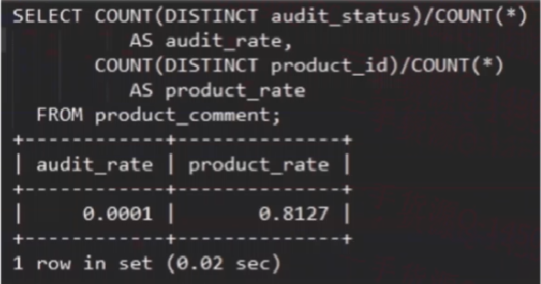 SELECT COUNT(DISTINCT audit_status)/COUNT(*)
AS audit_rate,
COUNT(DISTINCT product_id)/COUNT(*)
AS product_rate
FROM product_comment;
+------------+--------------+
| audit_rate | product_rate |
+------------+--------------+
| 0.0001 | 0.8127 |
+------------+--------------+
1 row in set (0.02 sec)